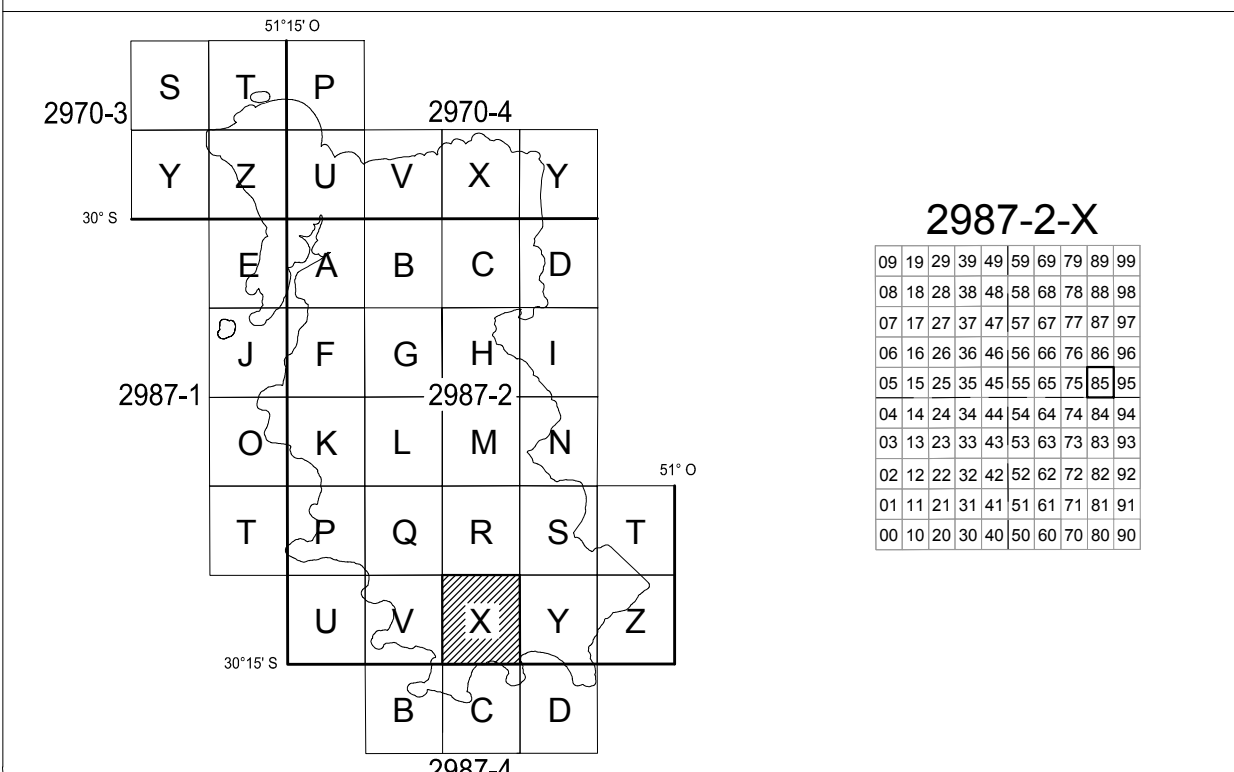 51°15' O
S T P
2970-3
2970-4
Y Z U V X Y
30° S
E A B C D
J F G H I
2987-1
2987-2
O K L M N
51° O
T P Q R S T
U V X Y Z
30°15' S
B C D
2987-4
2987-2-X
09 19 29 39 49 59 69 79 89 99
08 18 28 38 48 58 68 78 88 98
07 17 27 37 47 57 67 77 87 97
06 16 26 36 46 56 66 76 86 96
05 15 25 35 45 55 65 75 85 95
04 14 24 34 44 54 64 74 84 94
03 13 23 33 43 53 63 73 83 93
02 12 22 32 42 52 62 72 82 92
01 11 21 31 41 51 61 71 81 91
00 10 20 30 40 50 60 70 80 90